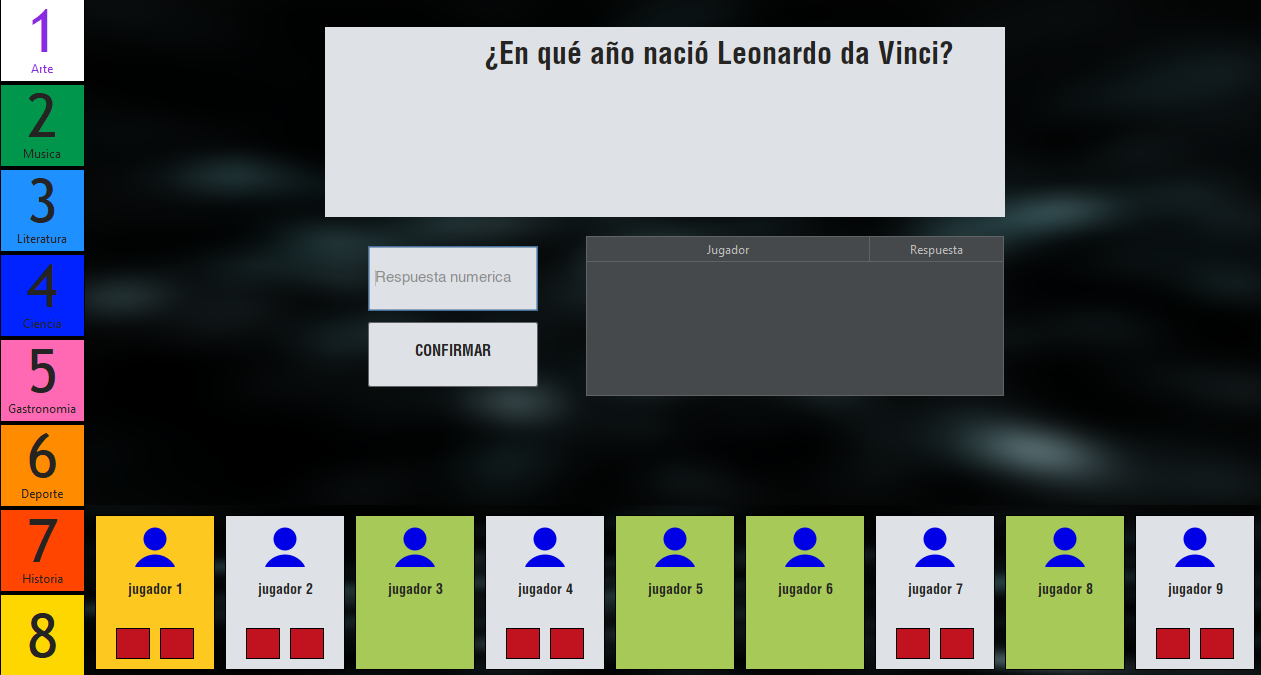 1
Arte
2
Musica
3
Literatura
4
Ciencia
5
Gastronomia
6
Deporte
7
Historia
8
¿En qué año nació Leonardo da Vinci?
Respuesta numerica
CONFIRMAR
Jugador Respuesta
jugador 1 jugador 2 jugador 3 jugador 4 jugador 5 jugador 6 jugador 7 jugador 8 jugador 9